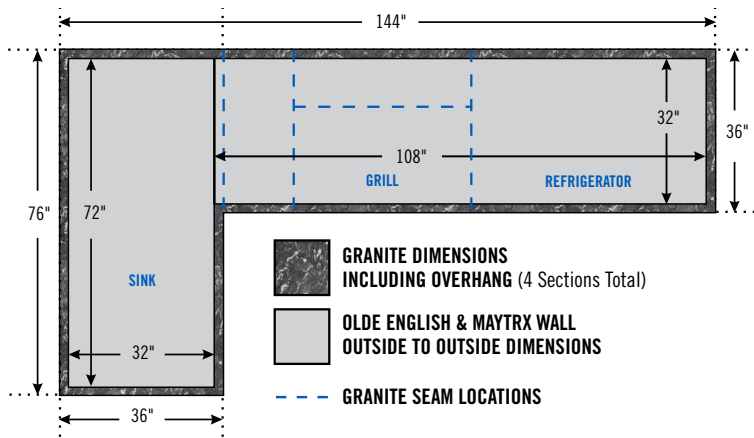 144"
76"
72"
32"
36"
108"
GRILL
REFRIGERATOR
SINK
32"
36"
GRANITE DIMENSIONS
INCLUDING OVERHANG (4 Sections Total)
OLDE ENGLISH & MAYTRX WALL
OUTSIDE TO OUTSIDE DIMENSIONS
GRANITE SEAM LOCATIONS